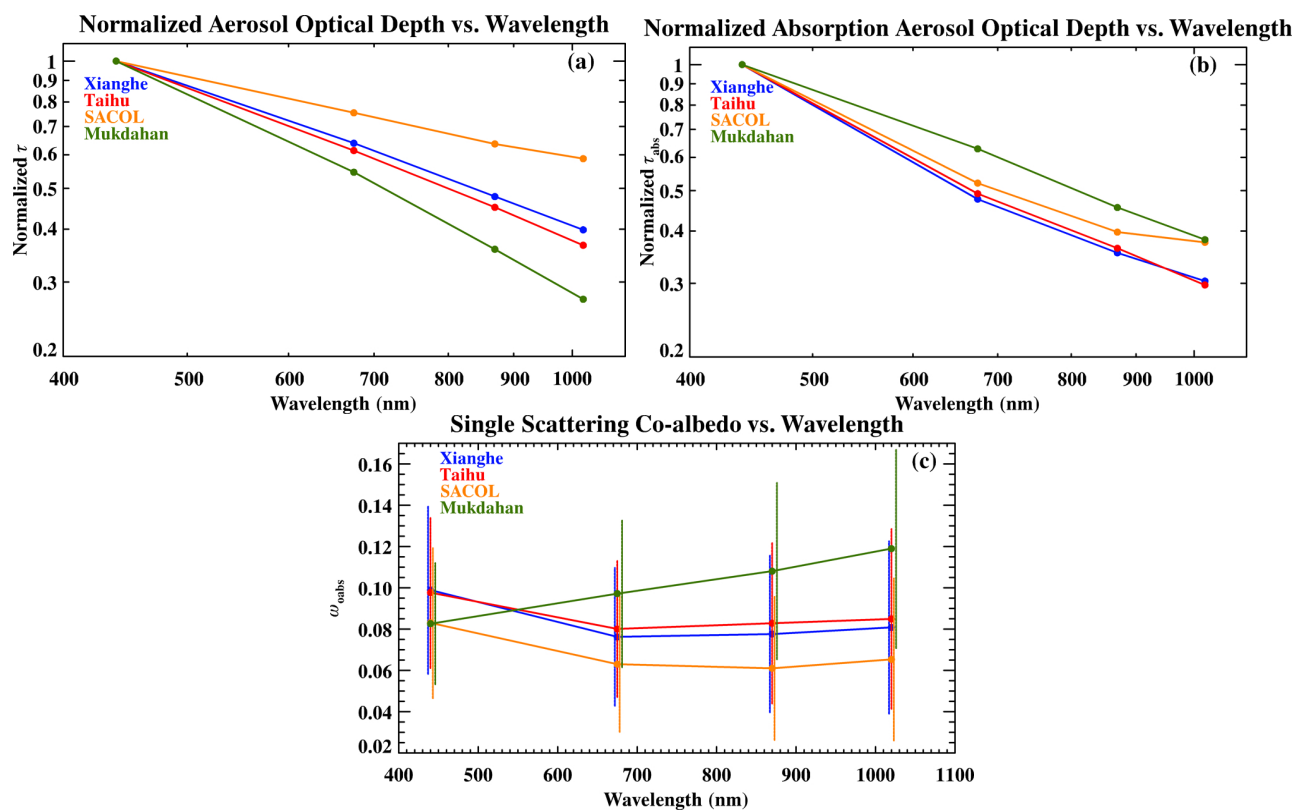 Normalized Aerosol Optical Depth vs. Wavelength
(a)
Xianghe
Taihu
SACOL
Mukdahan
Normalized τ
1
0.9
0.8
0.7
0.6
0.5
0.4
0.3
0.2
400 500 600 700 800 900 1000
Wavelength (nm)
Normalized Absorption Aerosol Optical Depth vs. Wavelength
(b)
Xianghe
Taihu
SACOL
Mukdahan
Normalized τabs
1
0.9
0.8
0.7
0.6
0.5
0.4
0.3
0.2
400 500 600 700 800 900 1000
Wavelength (nm)
Single Scattering Co-albedo vs. Wavelength
(c)
Xianghe
Taihu
SACOL
Mukdahan
ωoabs
0.16
0.14
0.12
0.10
0.08
0.06
0.04
0.02
400 500 600 700 800 900 1000 1100
Wavelength (nm)